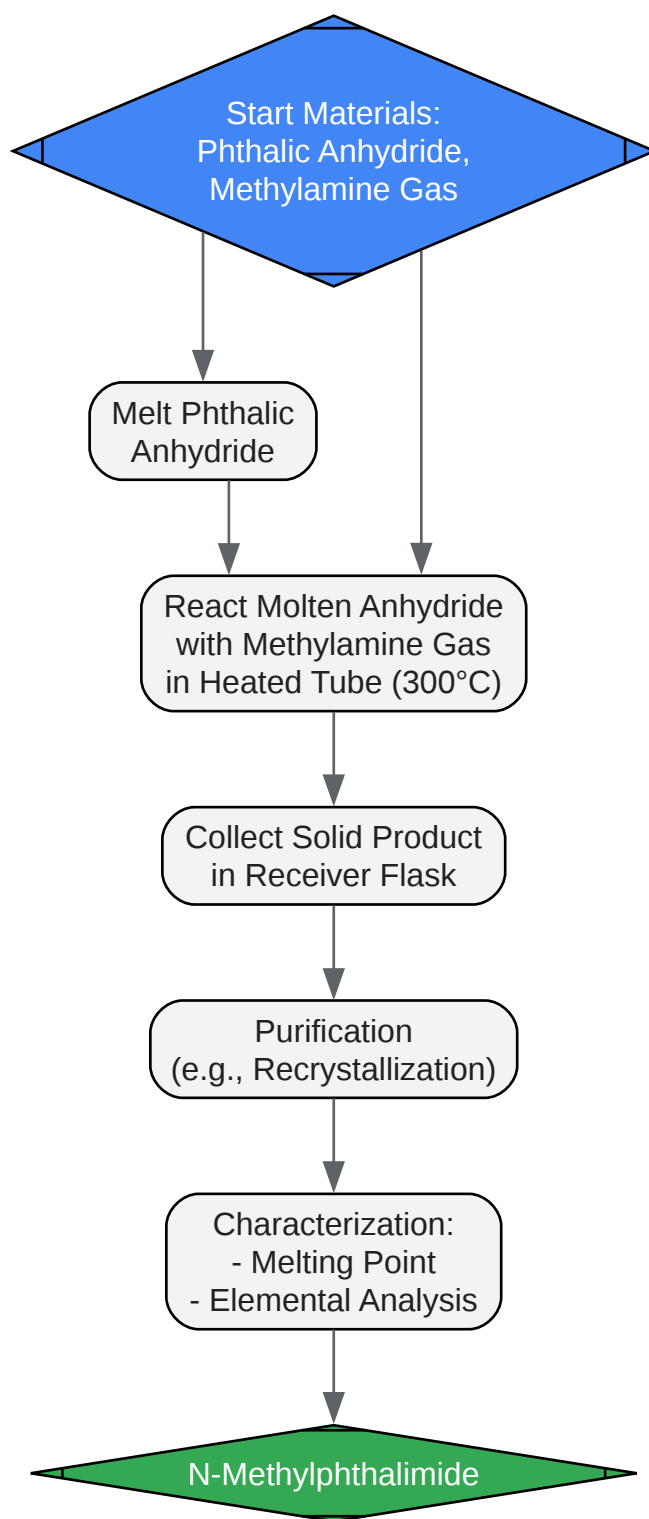 Start Materials:
Phthalic Anhydride,
Methylamine Gas
Melt Phthalic
Anhydride
React Molten Anhydride
with Methylamine Gas
in Heated Tube (300°C)
Collect Solid Product
in Receiver Flask
Purification
(e.g., Recrystallization)
Characterization:
- Melting Point
- Elemental Analysis
N-Methylphthalimide